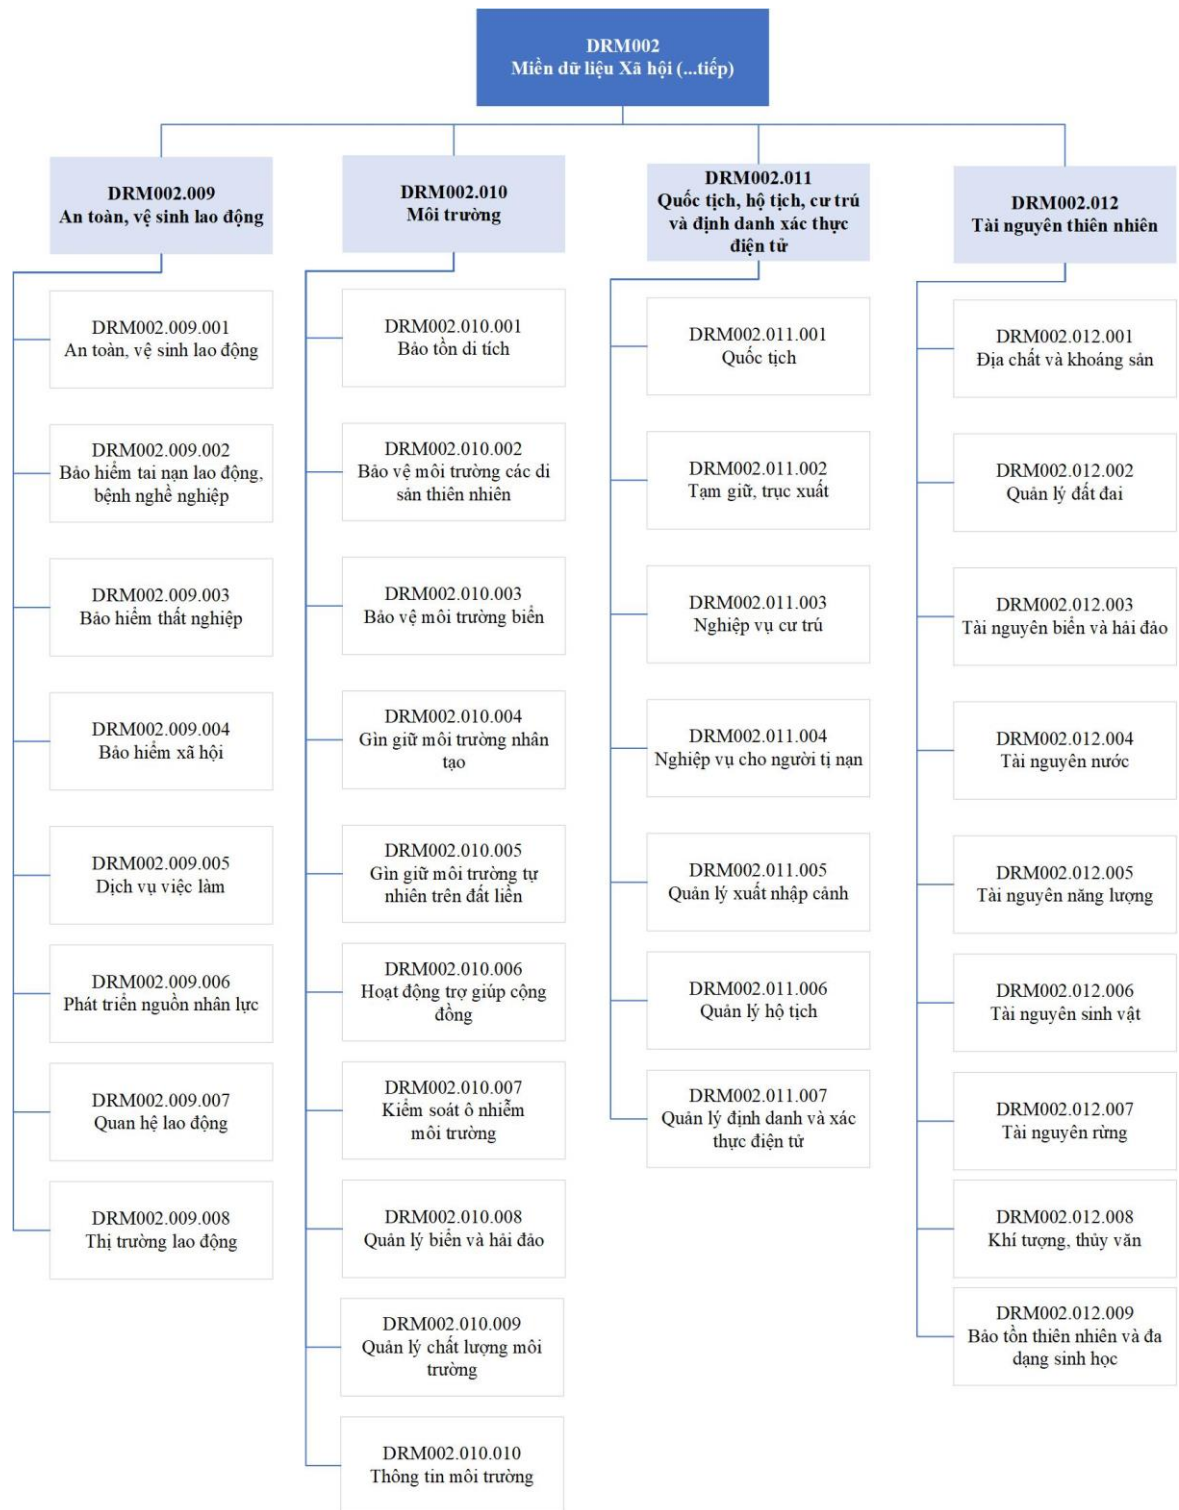 DRM002
Miền dữ liệu Xã hội (...tiếp)
DRM002.009
An toàn, vệ sinh lao động
DRM002.009.001
An toàn, vệ sinh lao động
DRM002.009.002
Bảo hiểm tai nạn lao động,
bệnh nghề nghiệp
DRM002.009.003
Bảo hiểm thất nghiệp
DRM002.009.004
Bảo hiểm xã hội
DRM002.009.005
Dịch vụ việc làm
DRM002.009.006
Phát triển nguồn nhân lực
DRM002.009.007
Quan hệ lao động
DRM002.009.008
Thị trường lao động
DRM002.010
Môi trường
DRM002.010.001
Bảo tồn di tích
DRM002.010.002
Bảo vệ môi trường các di
sản thiên nhiên
DRM002.010.003
Bảo vệ môi trường biển
DRM002.010.004
Gìn giữ môi trường nhân
tạo
DRM002.010.005
Gìn giữ môi trường tự
nhiên trên đất liền
DRM002.010.006
Hoạt động trợ giúp cộng
đồng
DRM002.010.007
Kiểm soát ô nhiễm
môi trường
DRM002.010.008
Quản lý biển và hải đảo
DRM002.010.009
Quản lý chất lượng môi
trường
DRM002.010.010
Thông tin môi trường
DRM002.011
Quốc tịch, hộ tịch, cư trú
và định danh xác thực
điện tử
DRM002.011.001
Quốc tịch
DRM002.011.002
Tạm giữ, trục xuất
DRM002.011.003
Nghiệp vụ cư trú
DRM002.011.004
Nghiệp vụ cho người tị nạn
DRM002.011.005
Quản lý xuất nhập cảnh
DRM002.011.006
Quản lý hộ tịch
DRM002.011.007
Quản lý định danh và xác
thực điện tử
DRM002.012
Tài nguyên thiên nhiên
DRM002.012.001
Địa chất và khoáng sản
DRM002.012.002
Quản lý đất đai
DRM002.012.003
Tài nguyên biển và hải đảo
DRM002.012.004
Tài nguyên nước
DRM002.012.005
Tài nguyên năng lượng
DRM002.012.006
Tài nguyên sinh vật
DRM002.012.007
Tài nguyên rừng
DRM002.012.008
Khí tượng, thủy văn
DRM002.012.009
Bảo tồn thiên nhiên và đa
dạng sinh học